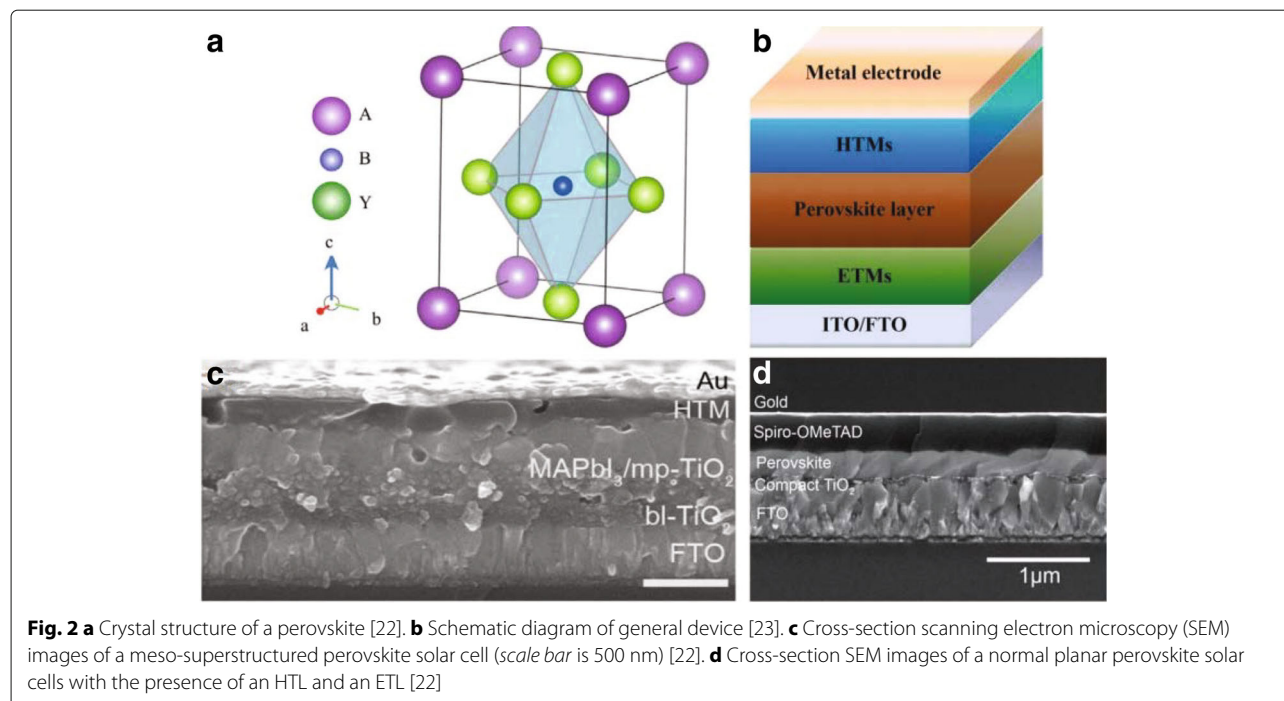 a
A
B
Y
c
a
b
b
Metal electrode
HTMs
Perovskite layer
ETMs
ITO/FTO
c
Au
HTM
MAPbI₃/mp-TiO₂
bl-TiO₂
FTO
d
Gold
Spiro-OMeTAD
Perovskite
Compact TiO₂
FTO
1μm
Fig. 2 a Crystal structure of a perovskite [22]. b Schematic diagram of general device [23]. c Cross-section scanning electron microscopy (SEM)
images of a meso-superstructured perovskite solar cell (scale bar is 500 nm) [22]. d Cross-section SEM images of a normal planar perovskite solar
cells with the presence of an HTL and an ETL [22]